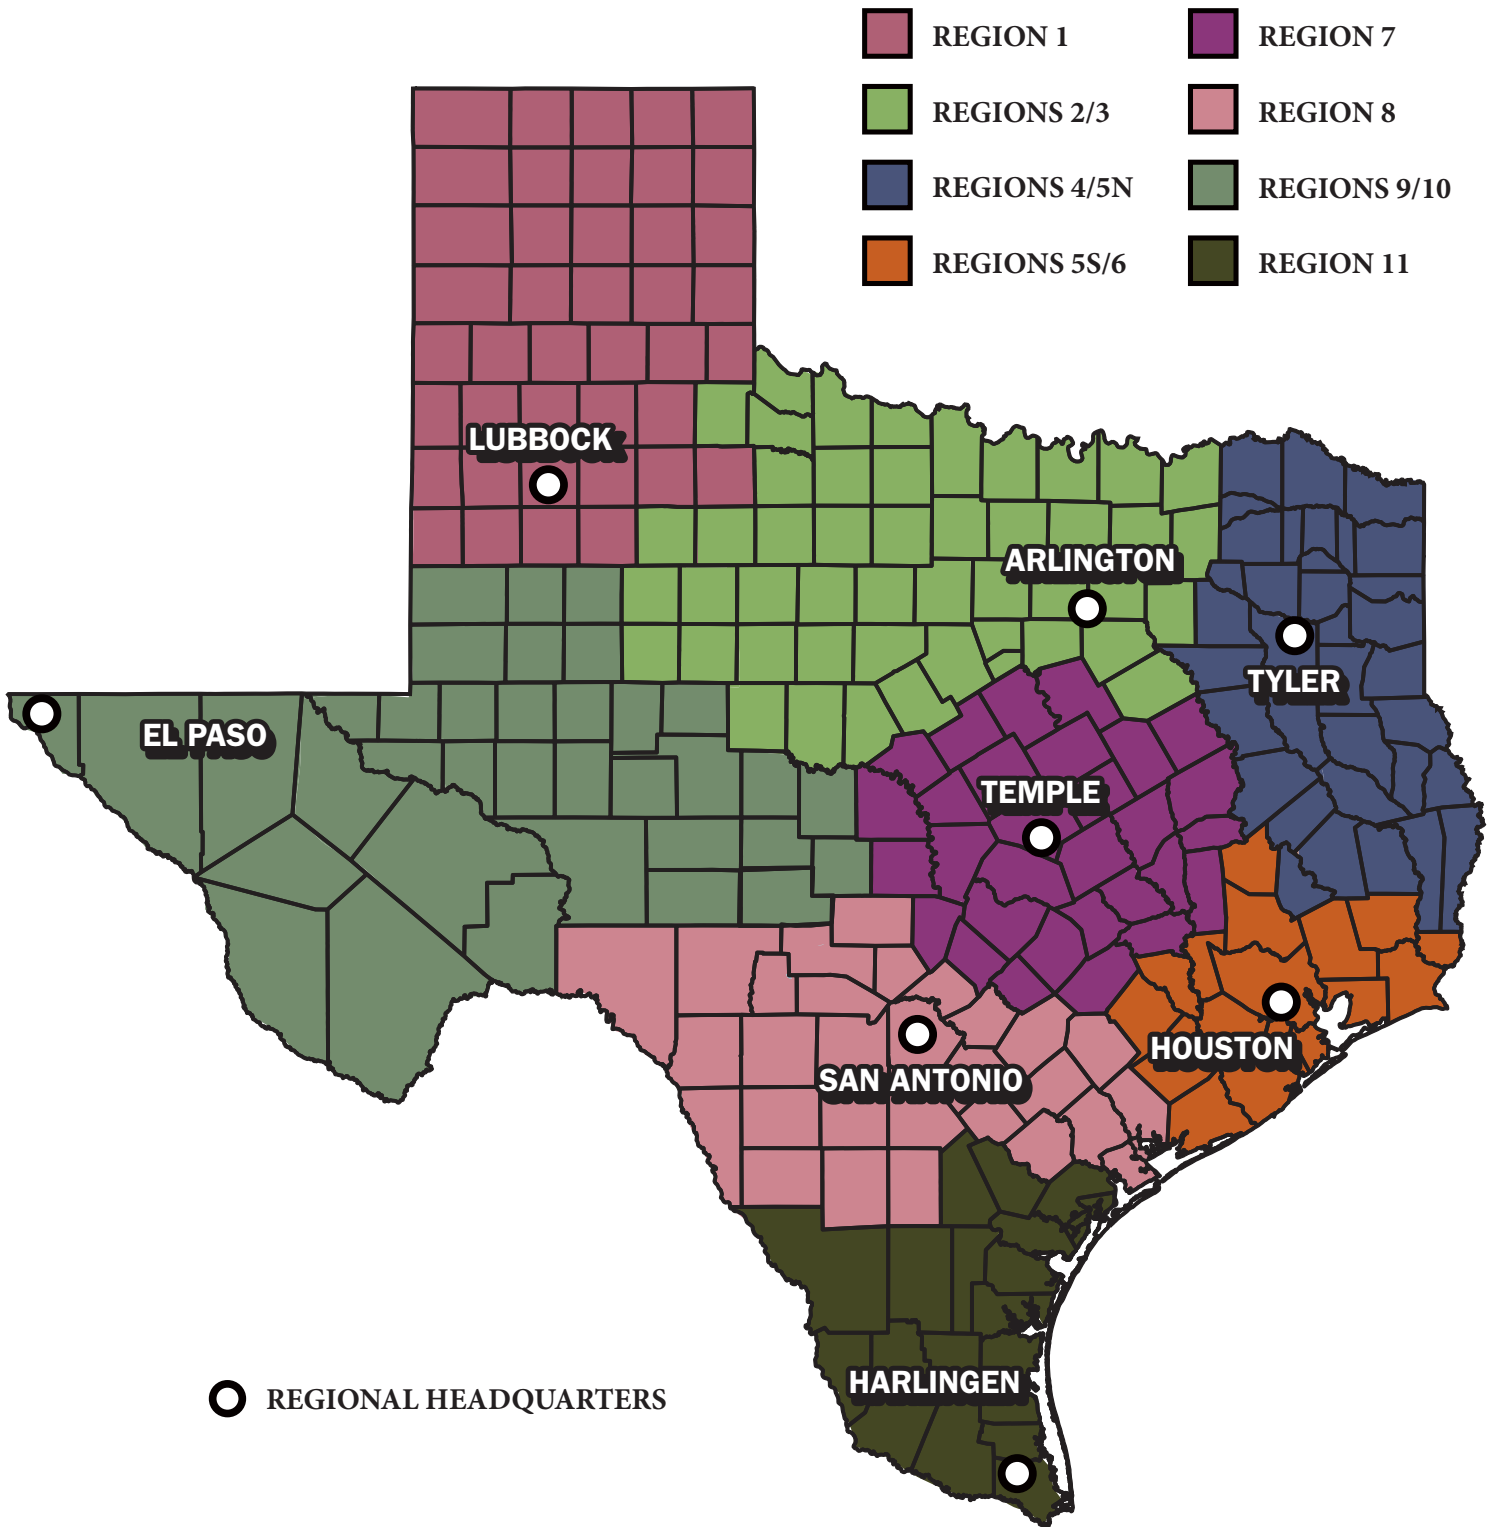 REGION 1
REGION 7
REGIONS 2/3
REGION 8
REGIONS 4/5N
REGIONS 9/10
REGIONS 5S/6
REGION 11
LUBBOCK
ARLINGTON
TYLER
EL PASO
TEMPLE
HOUSTON
SAN ANTONIO
HARLINGEN
REGIONAL HEADQUARTERS